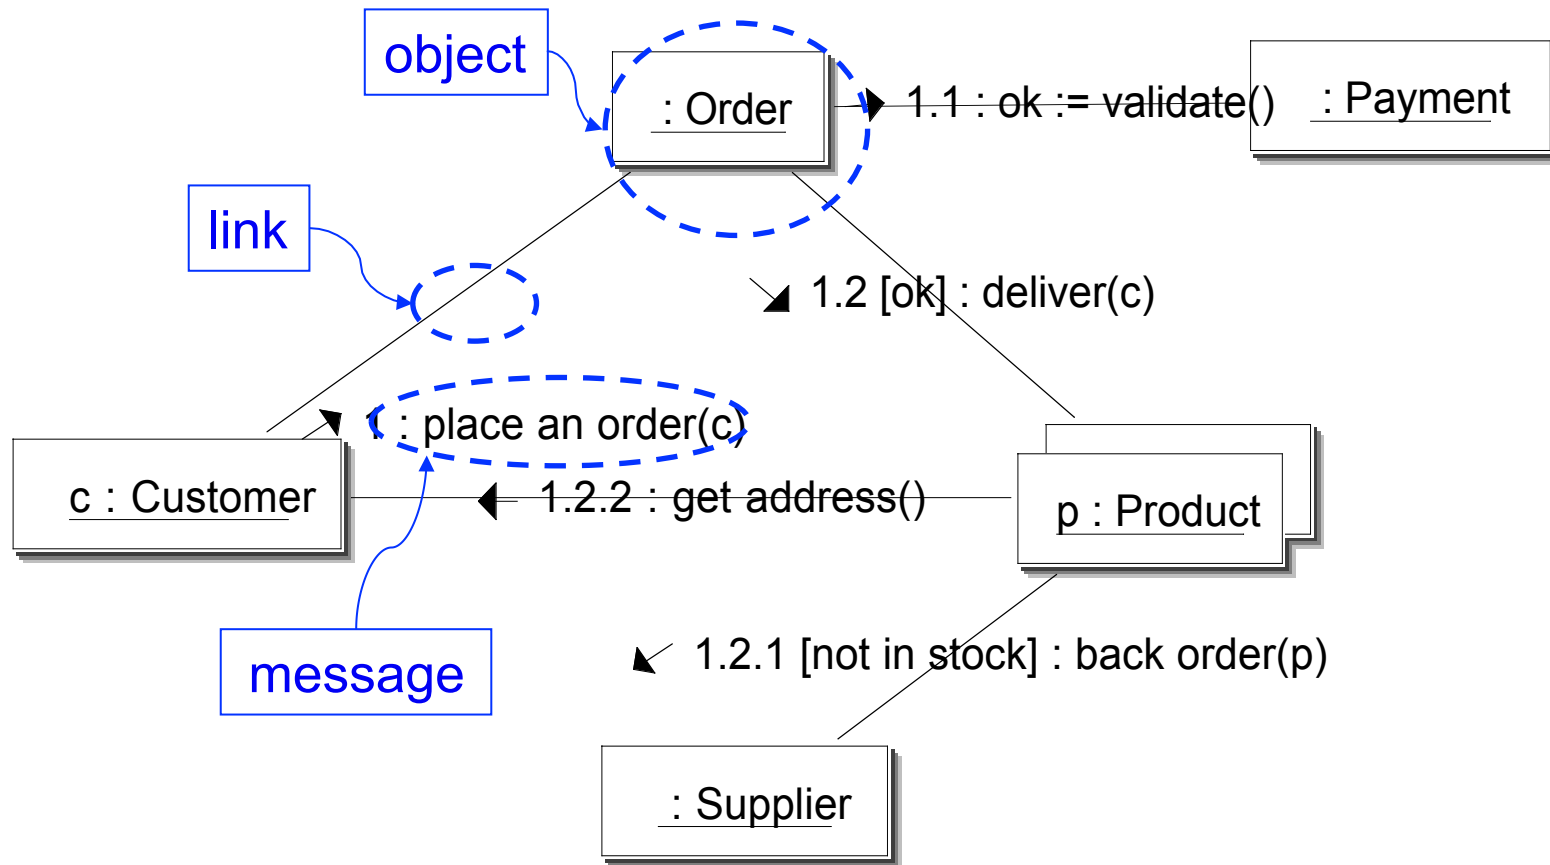 object
: Order
1.1 : ok := validate()
: Payment
link
1.2 [ok] : deliver(c)
1 : place an order(c)
c : Customer
1.2.2 : get address()
p : Product
message
1.2.1 [not in stock] : back order(p)
: Supplier